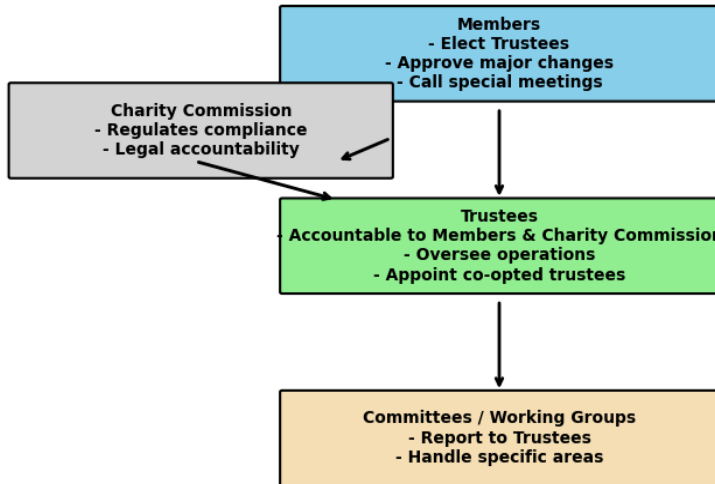 Members
- Elect Trustees
- Approve major changes
- Call special meetings
Charity Commission
- Regulates compliance
- Legal accountability
Trustees
- Accountable to Members & Charity Commission
- Oversee operations
- Appoint co-opted trustees
Committees / Working Groups
- Report to Trustees
- Handle specific areas